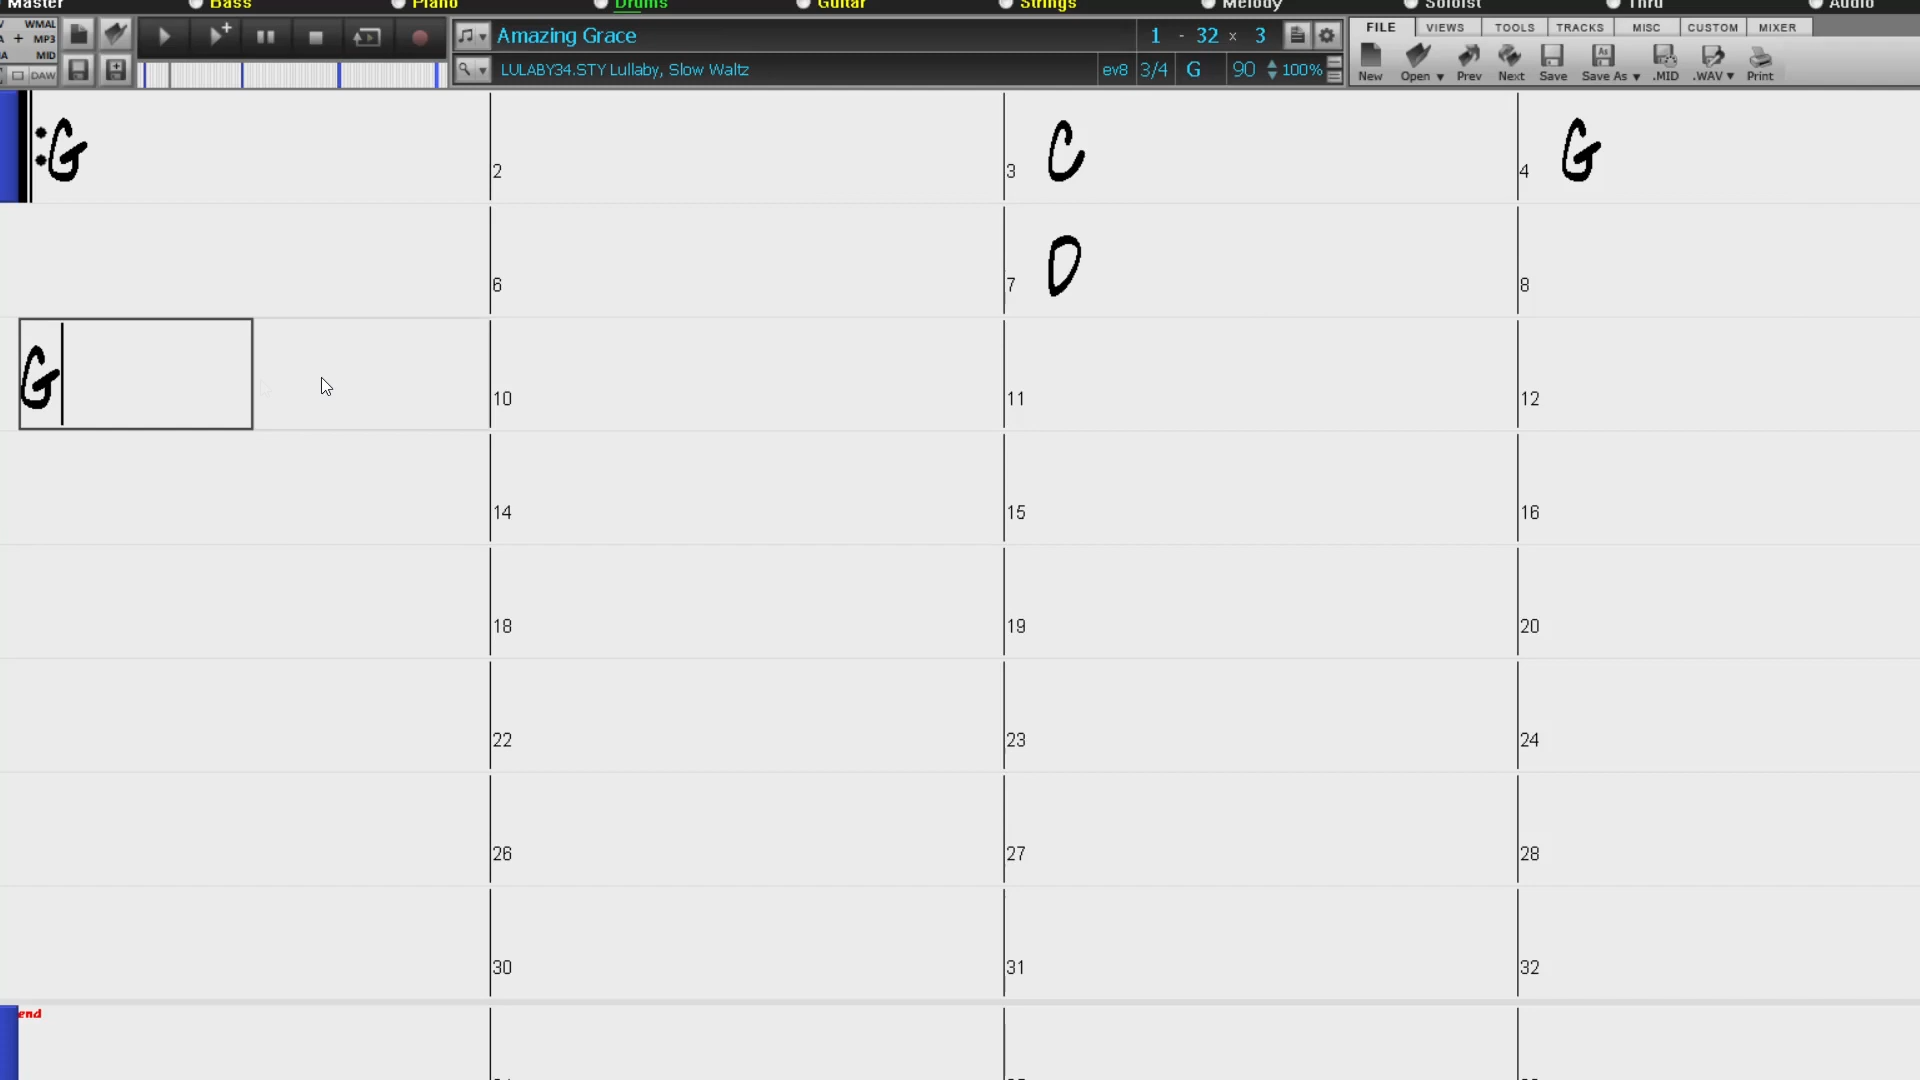 Master Bass Piano Drums Guitar Strings Melody Soloist Thru Audio
WMAL
+ MP3
MID
DAW
Amazing Grace 1 - 32 x 3
LULABY34.STY Lullaby, Slow Waltz ev8 3/4 G 90 100%
FILE VIEWS TOOLS TRACKS MISC CUSTOM MIXER
New Open Prev Next Save Save As .MID .WAV Print
G 2 3 C 4 G
6 7 D 8
G 10 11 12
14 15 16
18 19 20
22 23 24
26 27 28
30 31 32
end